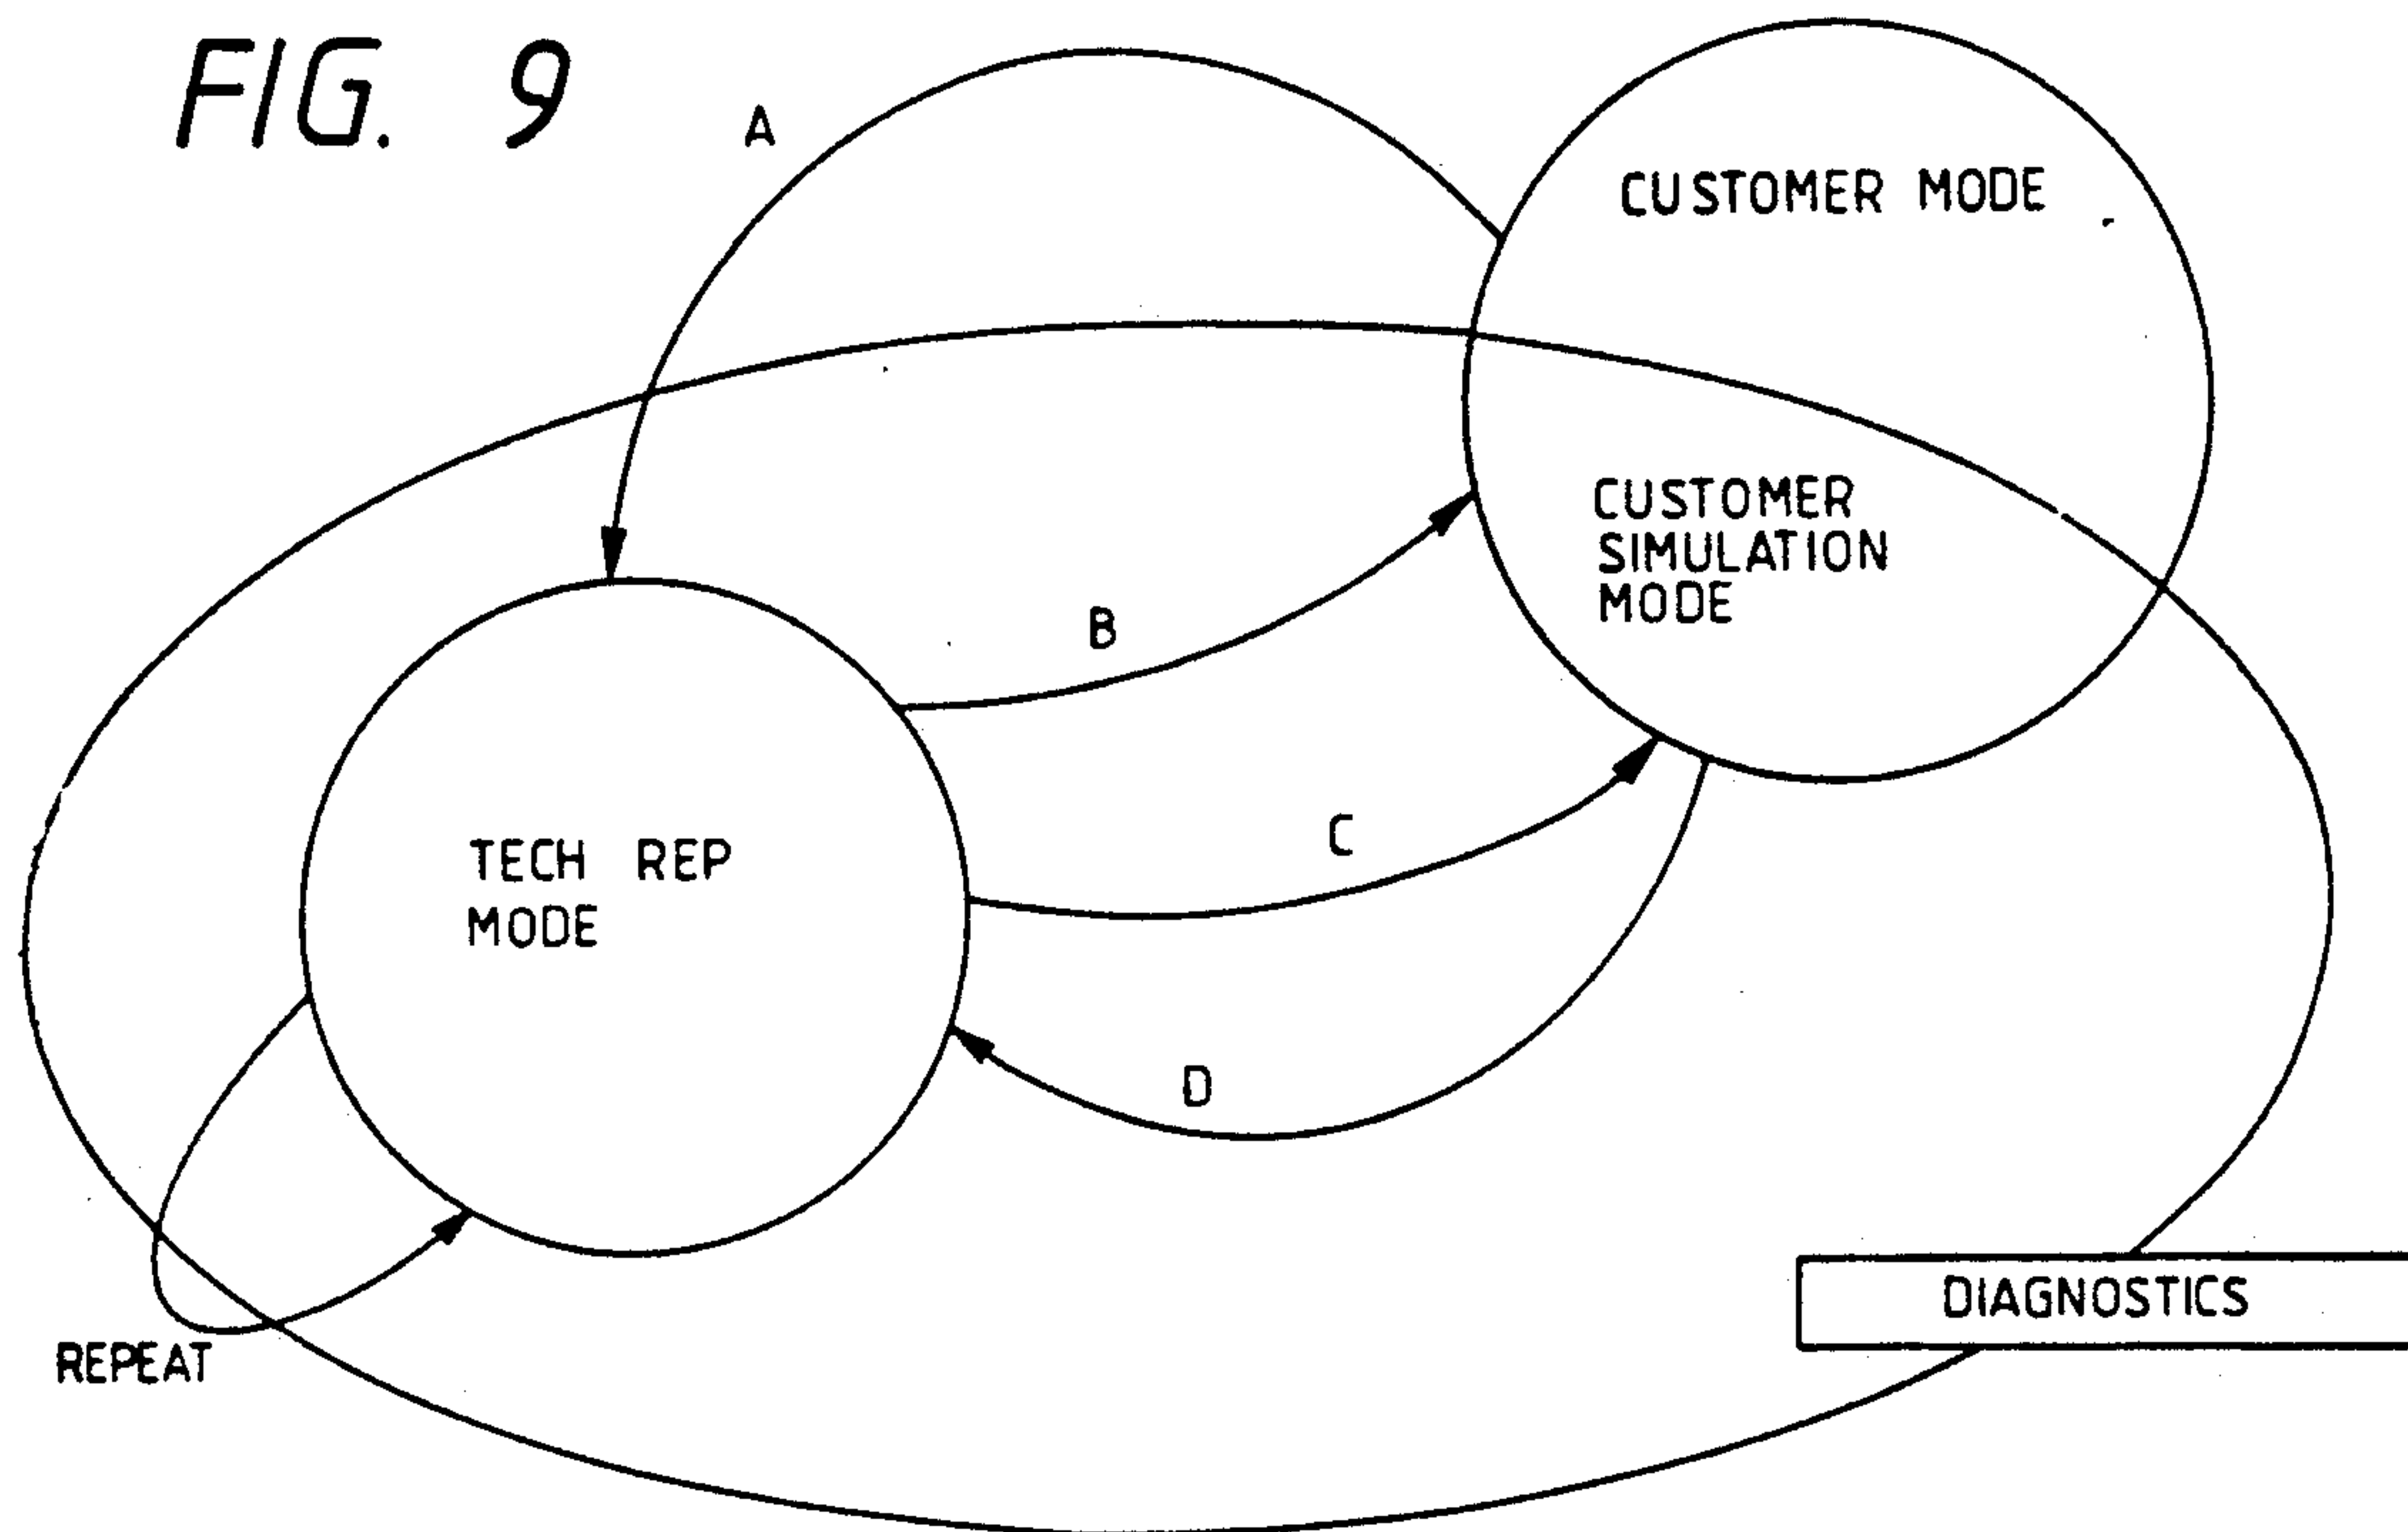 FIG. 9
A
CUSTOMER MODE
CUSTOMER
SIMULATION
MODE
B
C
TECH REP
MODE
D
DIAGNOSTICS
REPEAT